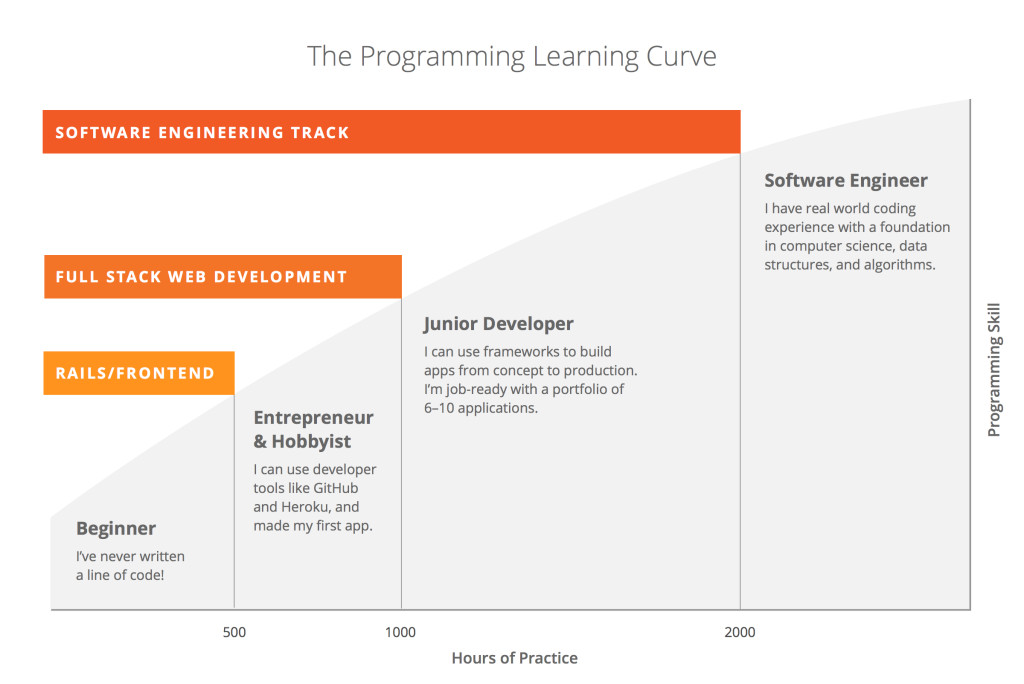 The Programming Learning Curve
SOFTWARE ENGINEERING TRACK
Software Engineer
I have real world coding
experience with a foundation
in computer science, data
structures, and algorithms.
FULL STACK WEB DEVELOPMENT
Junior Developer
I can use frameworks to build
apps from concept to production.
I'm job-ready with a portfolio of
6–10 applications.
RAILS/FRONTEND
Entrepreneur
& Hobbyist
I can use developer
tools like GitHub
and Heroku, and
made my first app.
Beginner
I've never written
a line of code!
Programming Skill
500
1000
2000
Hours of Practice